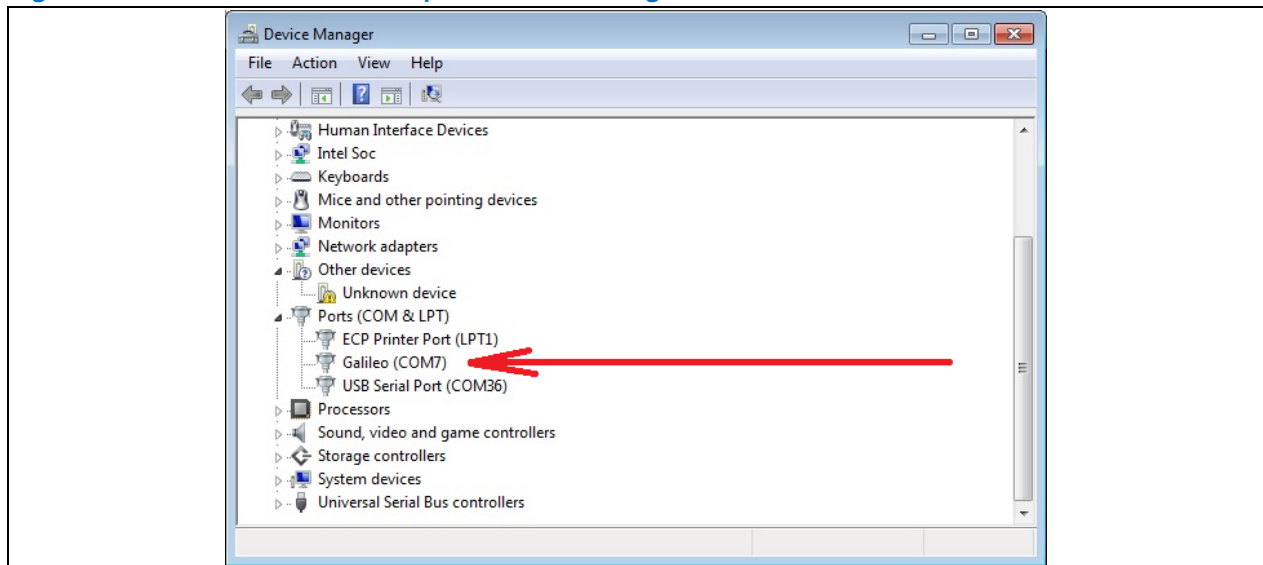 Device Manager
File Action View Help
Human Interface Devices
Intel Soc
Keyboards
Mice and other pointing devices
Monitors
Network adapters
Other devices
Unknown device
Ports (COM & LPT)
ECP Printer Port (LPT1)
Galileo (COM7)
USB Serial Port (COM36)
Processors
Sound, video and game controllers
Storage controllers
System devices
Universal Serial Bus controllers